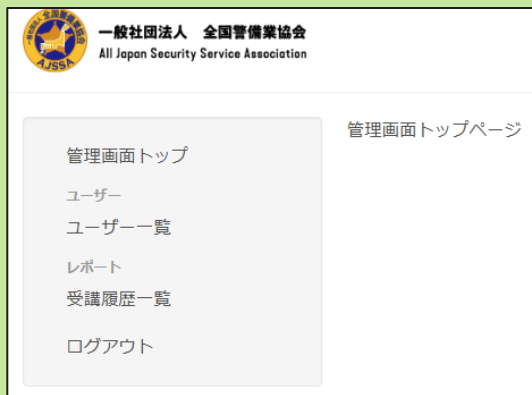 一般社団法人 全国警備業協会
All Japan Security Service Association
AJSSA
管理画面トップ
ユーザー
ユーザー一覧
レポート
受講履歴一覧
ログアウト
管理画面トップページ